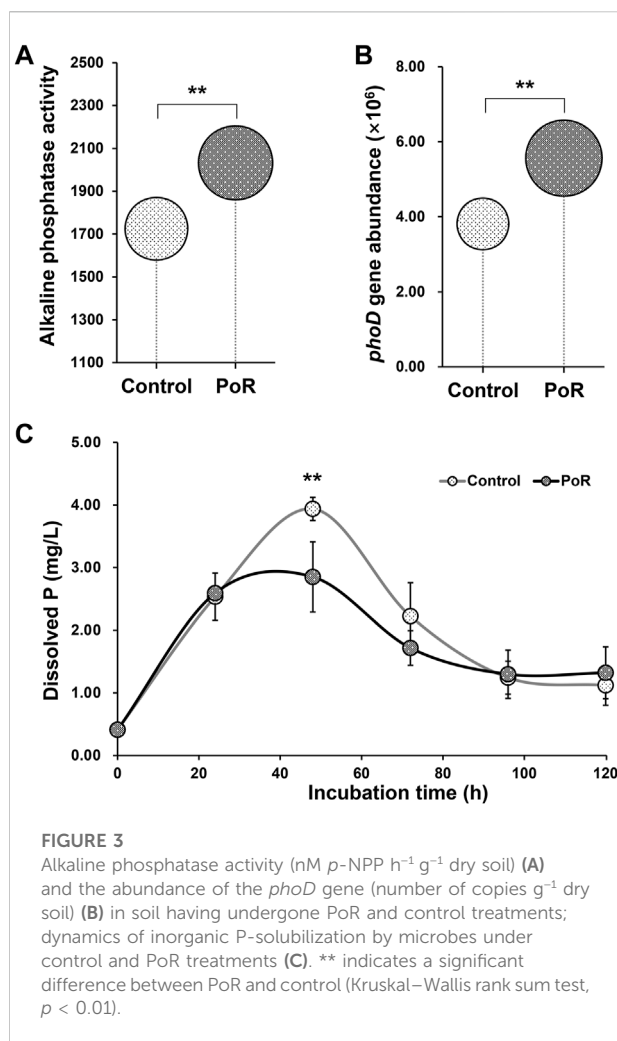 A
Alkaline phosphatase activity
2500
2300
2100
1900
1700
1500
1300
1100
**
Control
PoR
B
phoD gene abundance (×10⁶)
8.00
6.00
4.00
2.00
0.00
**
Control
PoR
C
Dissolved P (mg/L)
5.00
4.00
3.00
2.00
1.00
0.00
**
Control
PoR
0
20
40
60
80
100
120
Incubation time (h)
FIGURE 3
Alkaline phosphatase activity (nM p-NPP h⁻¹ g⁻¹ dry soil) (A)
and the abundance of the phoD gene (number of copies g⁻¹ dry
soil) (B) in soil having undergone PoR and control treatments;
dynamics of inorganic P-solubilization by microbes under
control and PoR treatments (C). ** indicates a significant
difference between PoR and control (Kruskal–Wallis rank sum test,
p < 0.01).